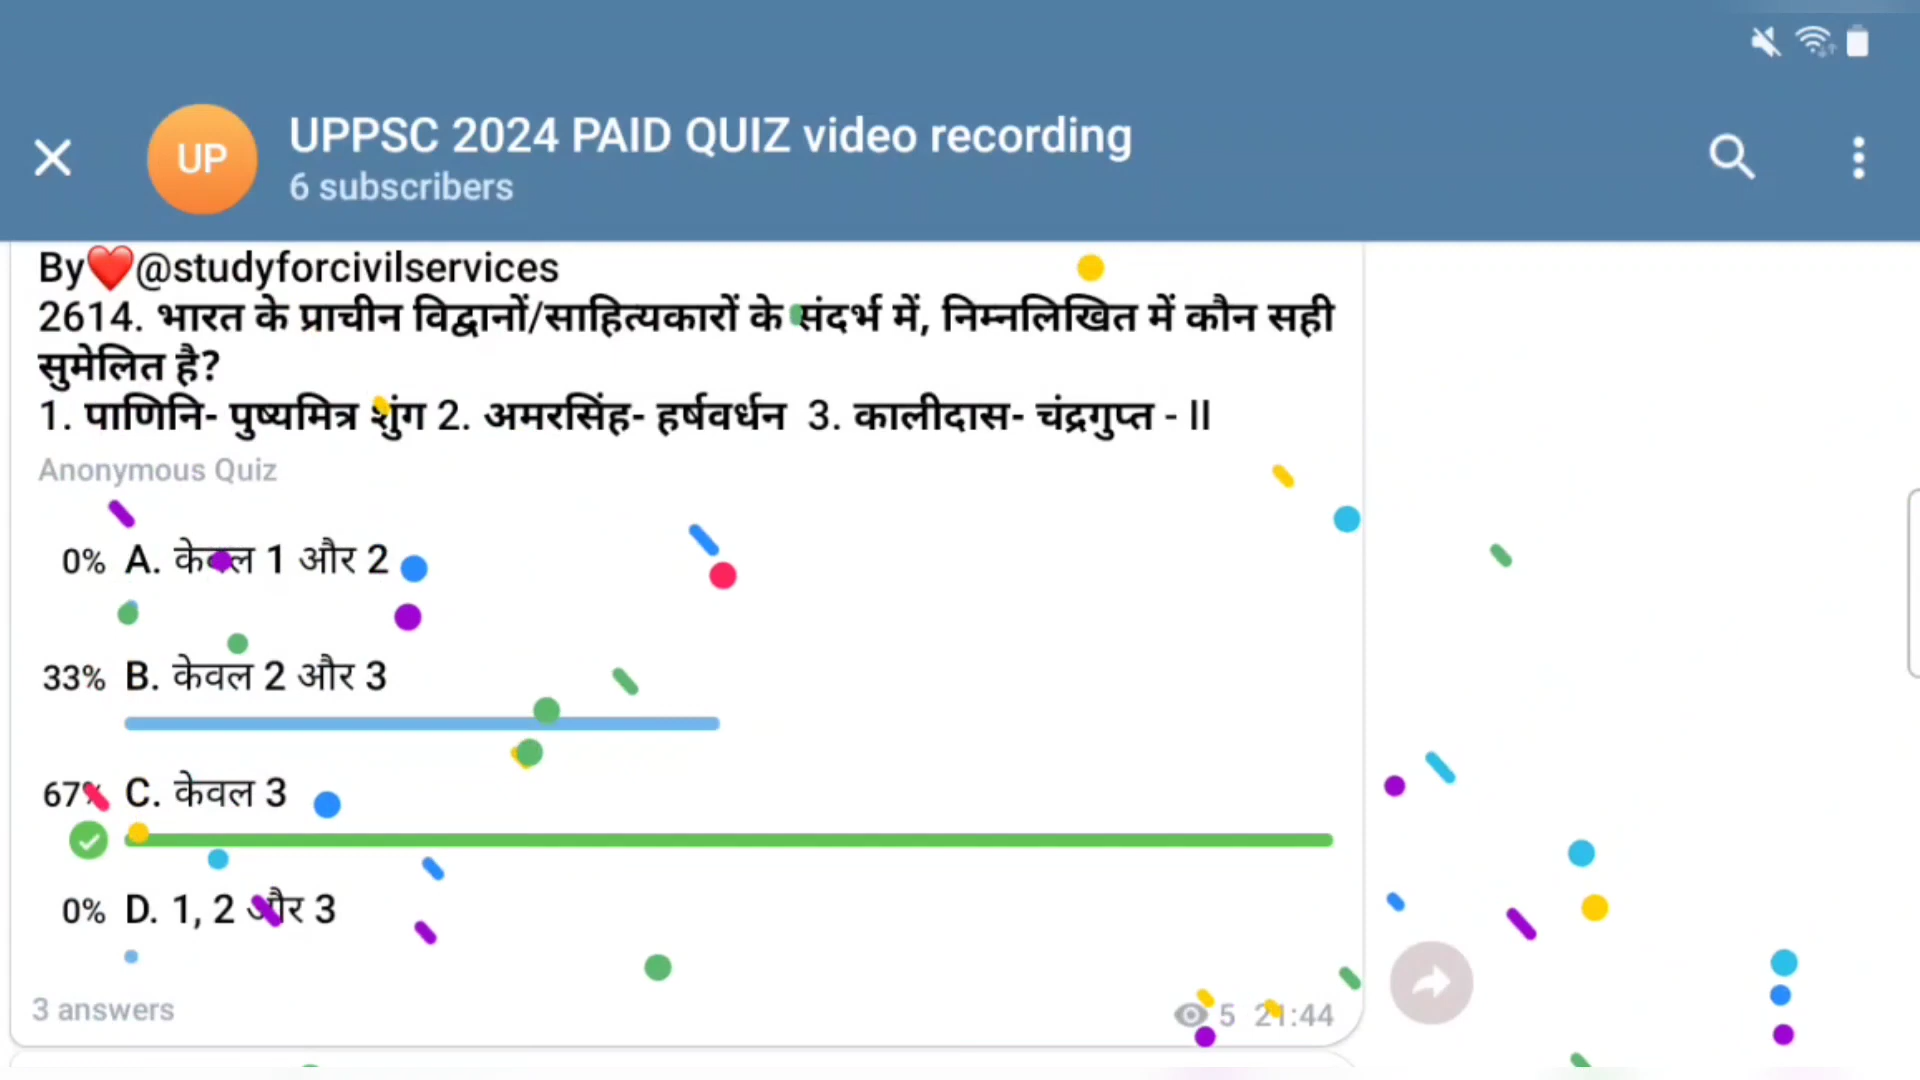 UP
UPPSC 2024 PAID QUIZ video recording
6 subscribers
By❤️@studyforcivilservices
2614. भारत के प्राचीन विद्वानों/साहित्यकारों के संदर्भ में, निम्नलिखित में कौन सही
सुमेलित है?
1. पाणिनि- पुष्यमित्र शुंग 2. अमरसिंह- हर्षवर्धन 3. कालीदास- चंद्रगुप्त - II
Anonymous Quiz
0% A. केवल 1 और 2
33% B. केवल 2 और 3
67% C. केवल 3
0% D. 1, 2 और 3
3 answers
5 21:44